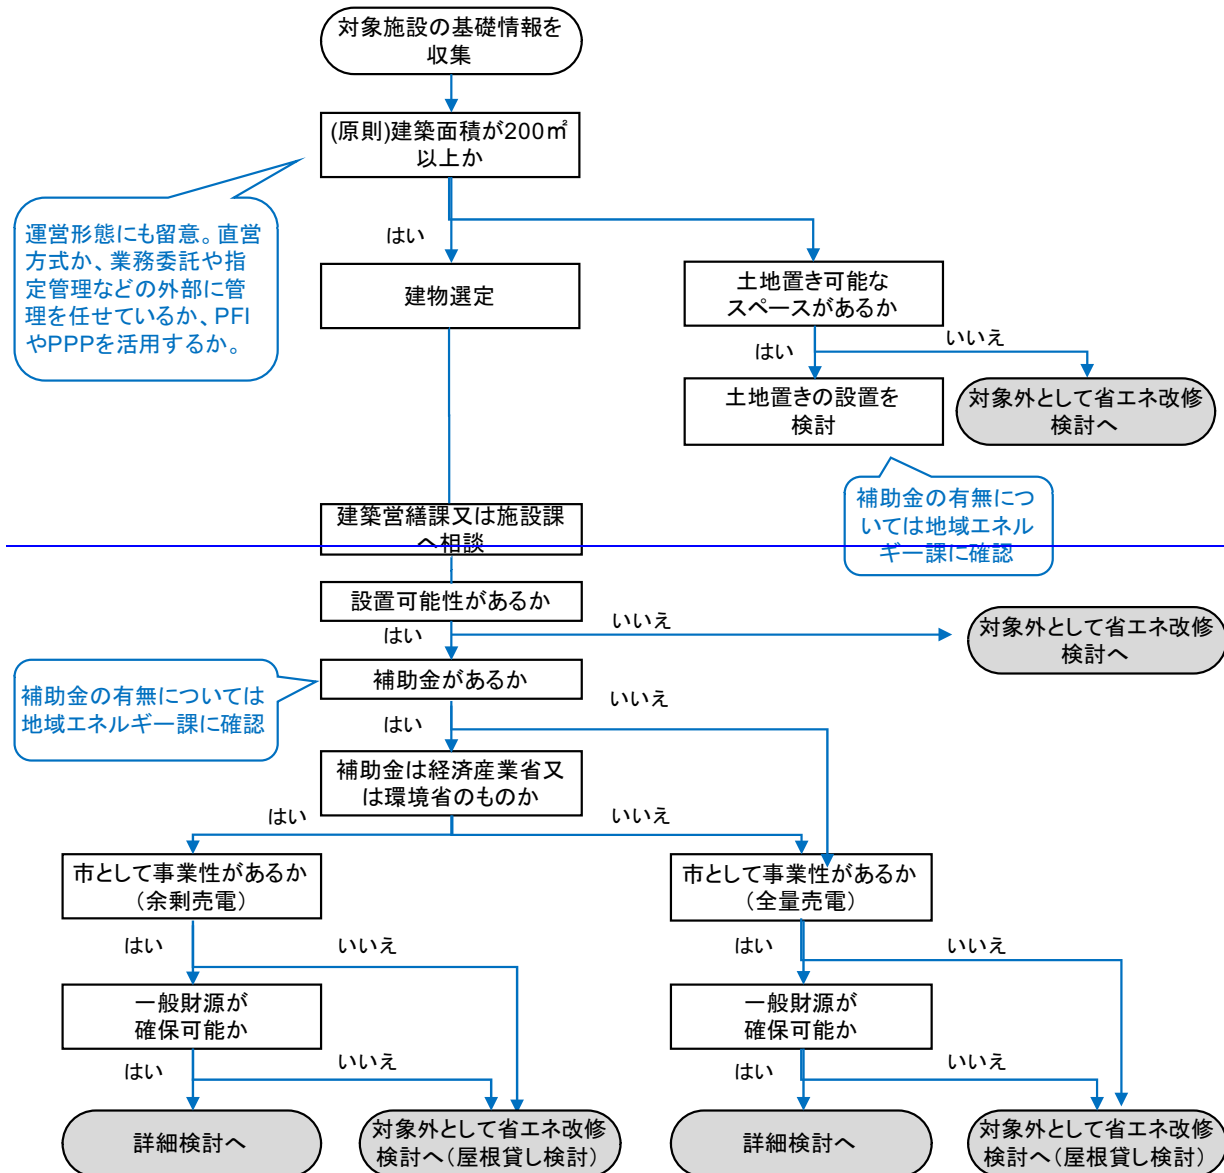 対象施設の基礎情報を
収集
(原則)建築面積が200㎡
以上か
運営形態にも留意。直営
方式か、業務委託や指
定管理などの外部に管
理を任せているか、PFI
やPPPを活用するか。
はい
建物選定
土地置き可能な
スペースがあるか
はい
いいえ
土地置きの設置を
検討
対象外として省エネ改修
検討へ
補助金の有無につ
いては地域エネル
ギー課に確認
建築営繕課又は施設課
へ相談
設置可能性があるか
はい
いいえ
対象外として省エネ改修
検討へ
補助金があるか
補助金の有無については
地域エネルギー課に確認
はい
いいえ
補助金は経済産業省又
は環境省のものか
はい
いいえ
市として事業性があるか
(余剰売電)
市として事業性があるか
(全量売電)
はい
いいえ
はい
いいえ
一般財源が
確保可能か
一般財源が
確保可能か
はい
いいえ
はい
いいえ
詳細検討へ
対象外として省エネ改修
検討へ(屋根貸し検討)
詳細検討へ
対象外として省エネ改修
検討へ(屋根貸し検討)